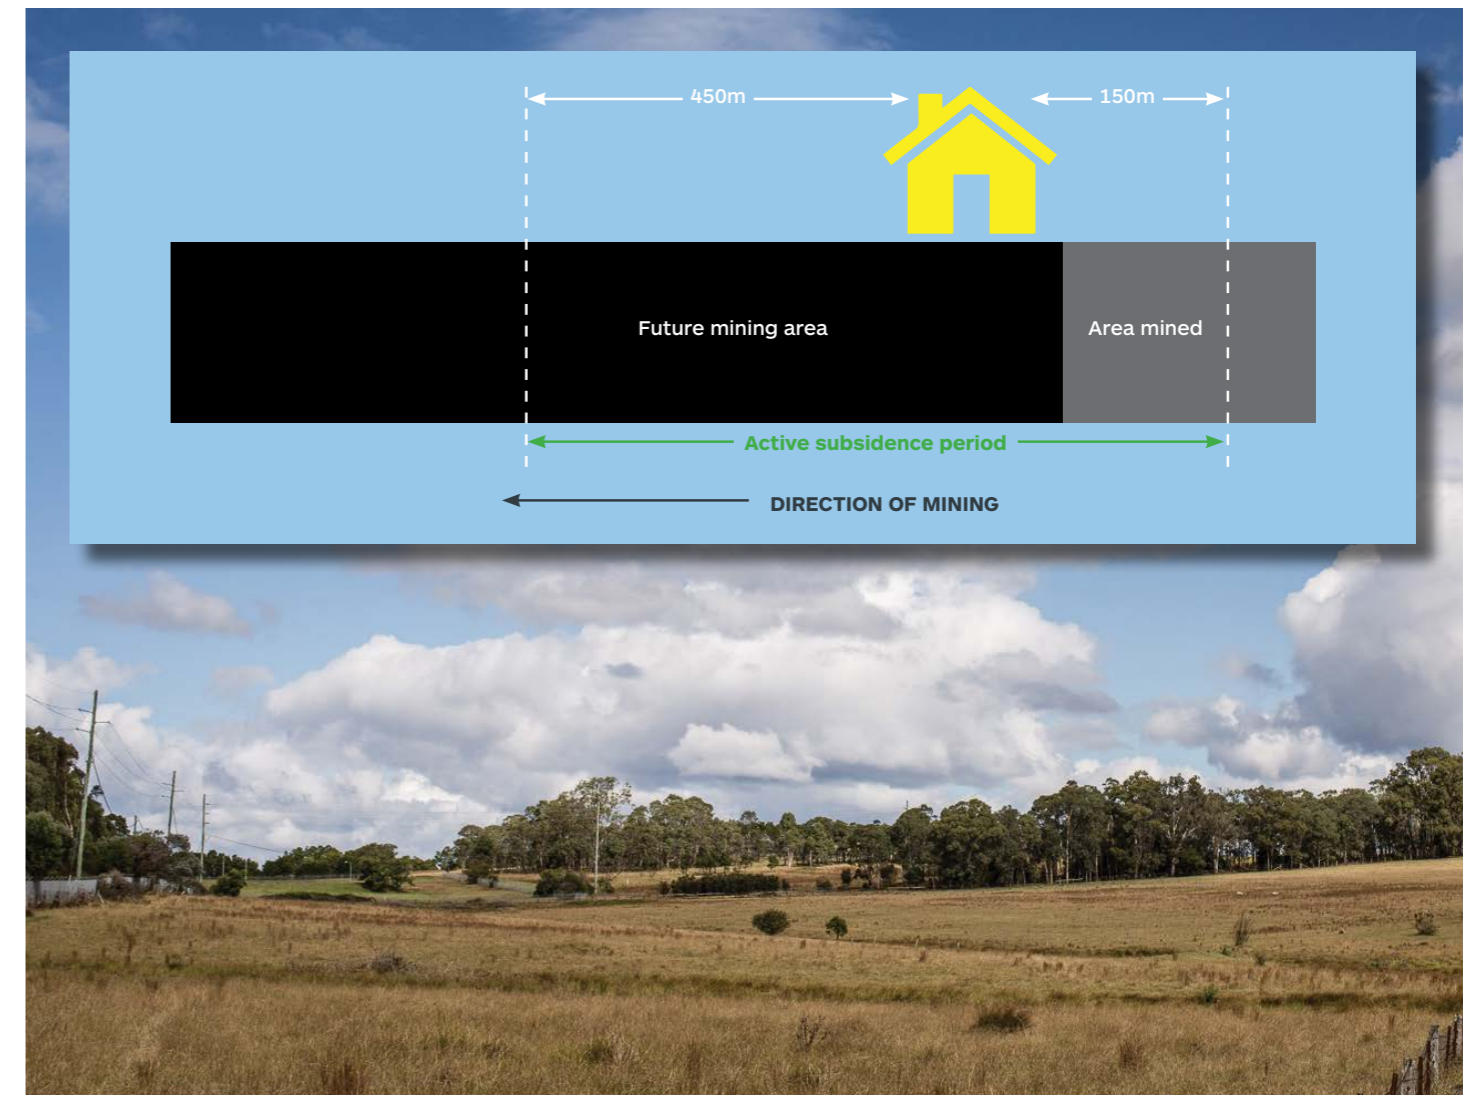 450m
150m
Future mining area
Area mined
Active subsidence period
DIRECTION OF MINING